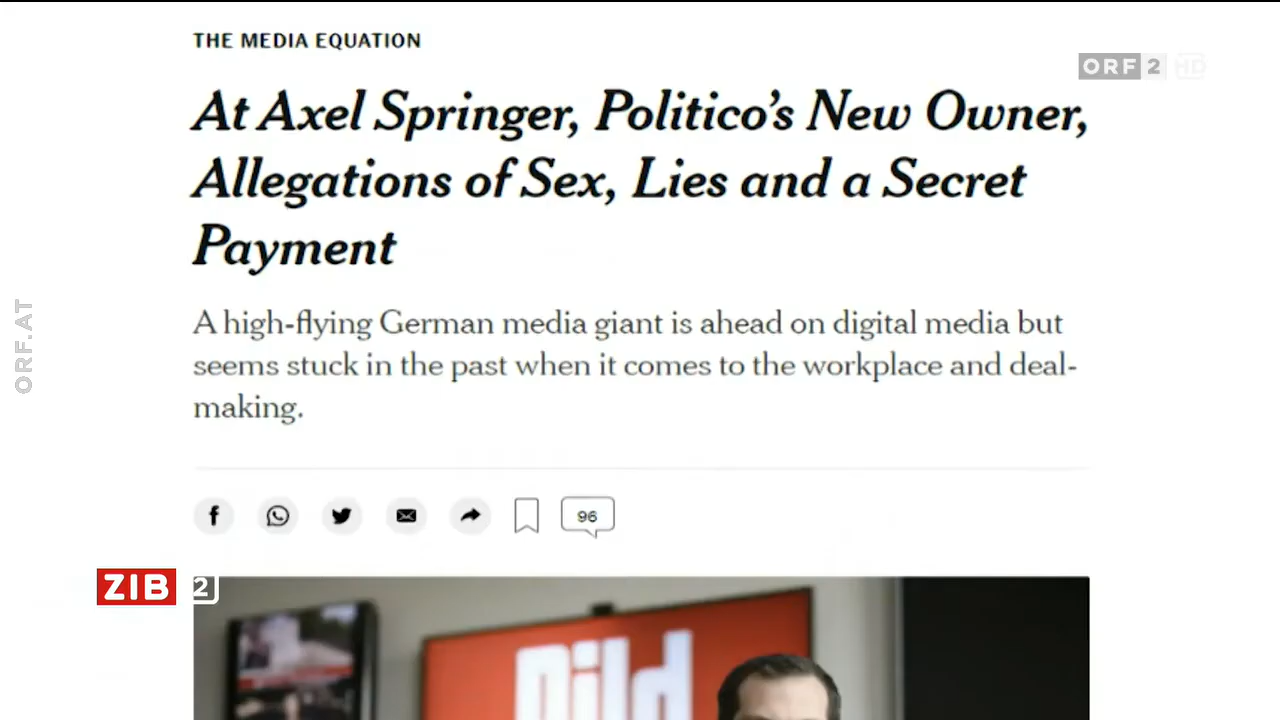 THE MEDIA EQUATION
ORF 2 HD
At Axel Springer, Politico’s New Owner,
Allegations of Sex, Lies and a Secret
Payment
ORF.AT
A high-flying German media giant is ahead on digital media but
seems stuck in the past when it comes to the workplace and deal-
making.
96
ZIB 2
Bild